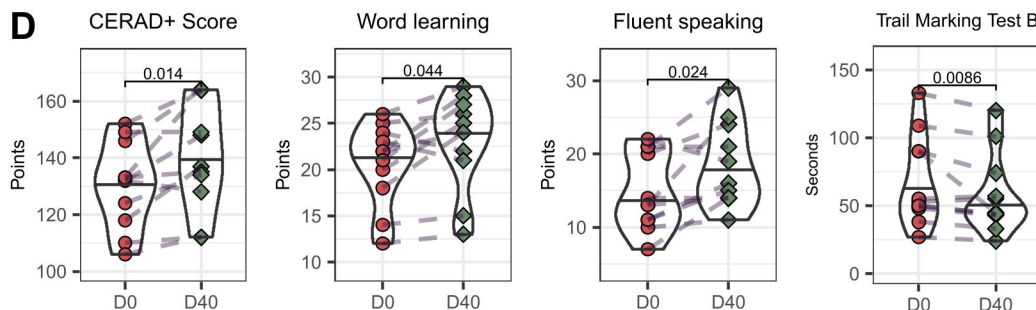 D
CERAD+ Score
Points
160
140
120
100
0.014
D0 D40
Word learning
Points
30
25
20
15
10
0.044
D0 D40
Fluent speaking
Points
30
20
10
0.024
D0 D40
Trail Marking Test B
Seconds
150
100
50
0
0.0086
D0 D40